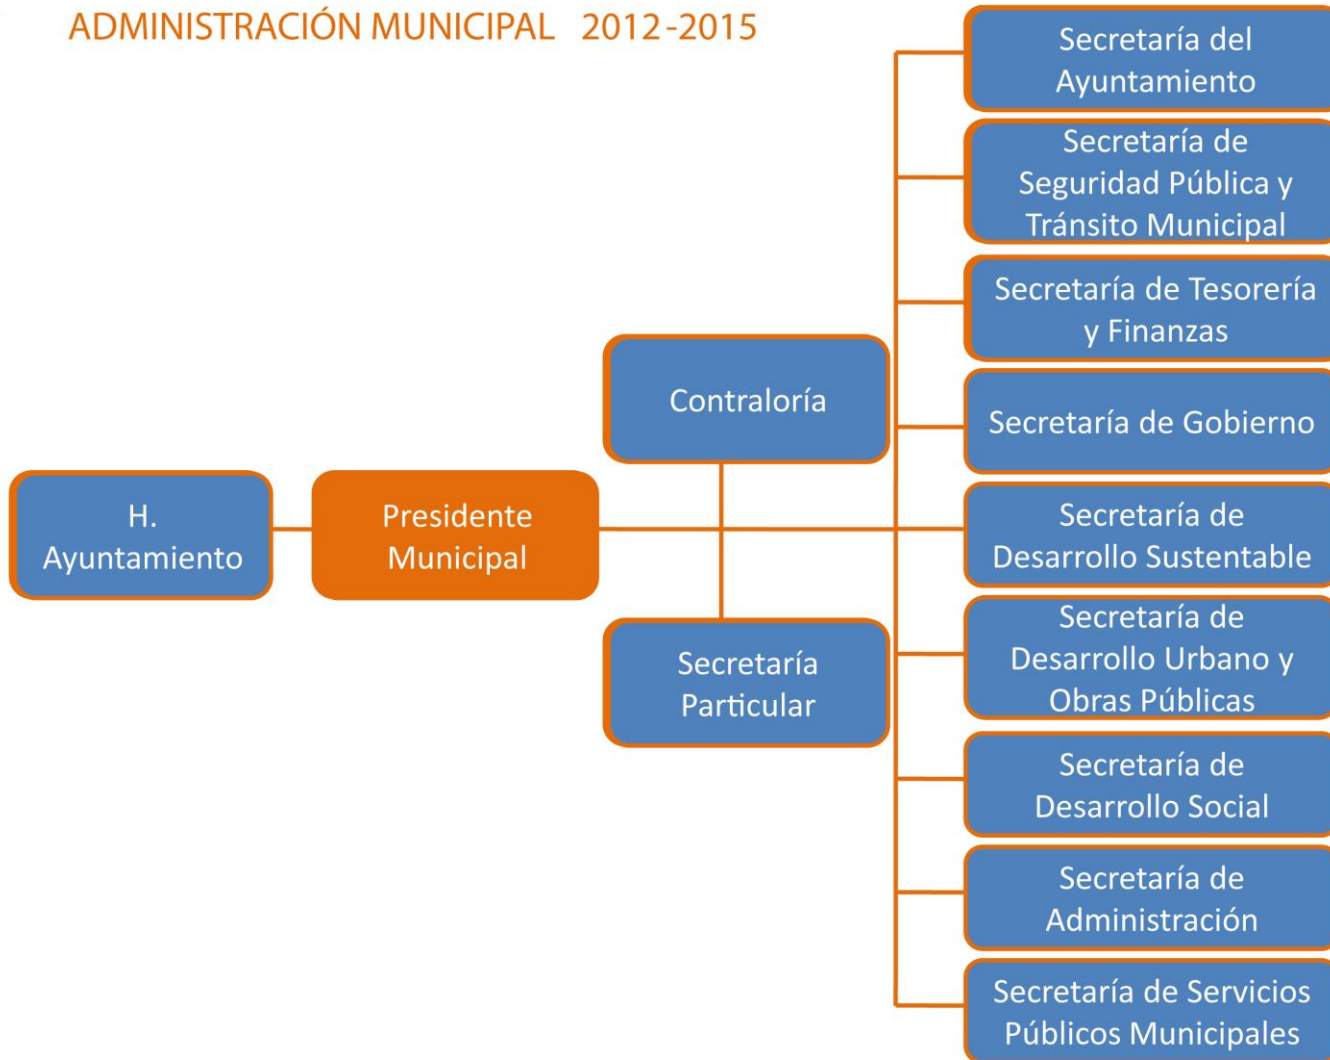 ADMINISTRACIÓN MUNICIPAL 2012-2015
H.
Ayuntamiento
Presidente
Municipal
Contraloría
Secretaría
Particular
Secretaría del
Ayuntamiento
Secretaría de
Seguridad Pública y
Tránsito Municipal
Secretaría de Tesorería
y Finanzas
Secretaría de Gobierno
Secretaría de
Desarrollo Sustentable
Secretaría de
Desarrollo Urbano y
Obras Públicas
Secretaría de
Desarrollo Social
Secretaría de
Administración
Secretaría de Servicios
Públicos Municipales